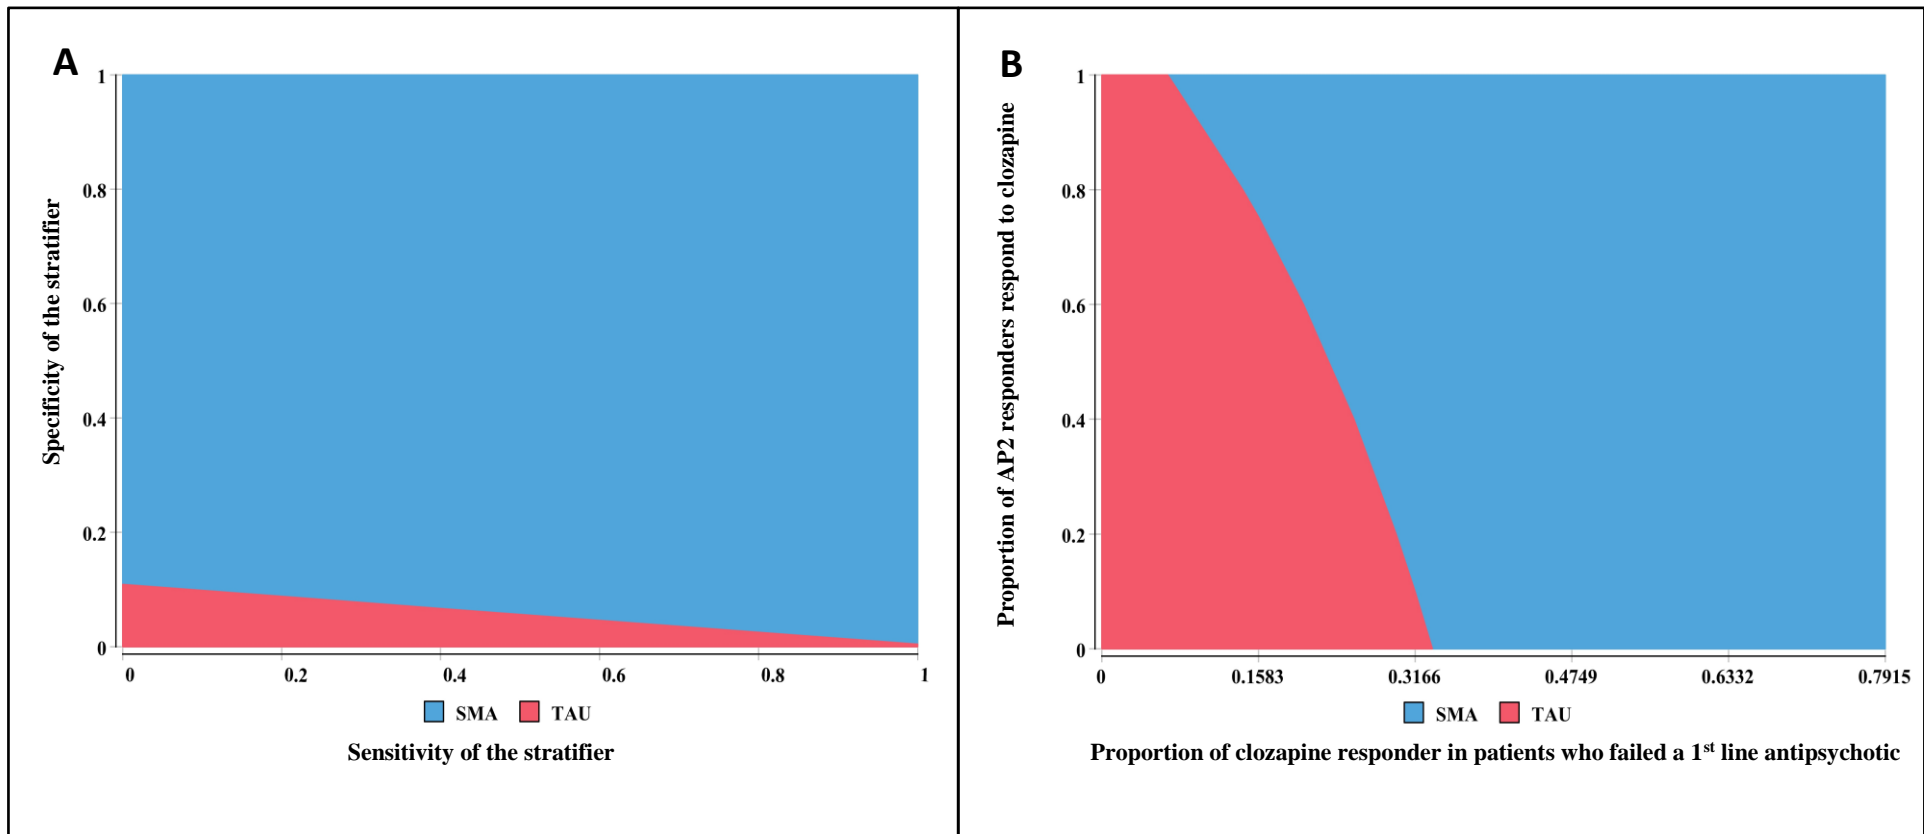 A
Specificity of the stratifier
1
0.8
0.6
0.4
0.2
0
0 0.2 0.4 0.6 0.8 1
SMA TAU
Sensitivity of the stratifier
B
Proportion of AP2 responders respond to clozapine
1
0.8
0.6
0.4
0.2
0
0 0.1583 0.3166 0.4749 0.6332 0.7915
SMA TAU
Proportion of clozapine responder in patients who failed a 1st line antipsychotic